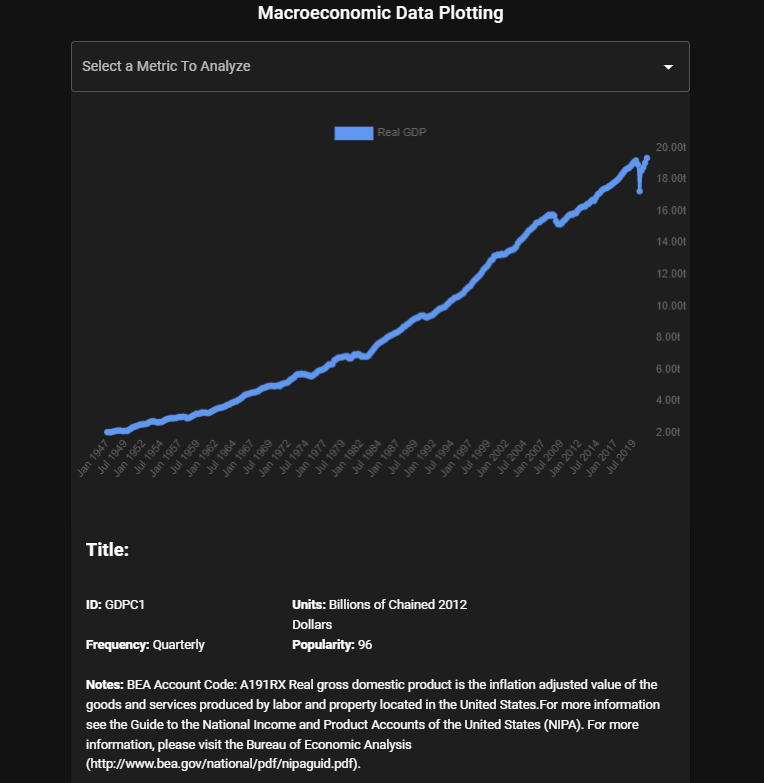 Macroeconomic Data Plotting
Select a Metric To Analyze
Real GDP
20.00t
18.00t
16.00t
14.00t
12.00t
10.00t
8.00t
6.00t
4.00t
2.00t
Jan 1947
Jul 1949
Jan 1952
Jul 1954
Jan 1957
Jul 1959
Jan 1962
Jul 1964
Jan 1967
Jul 1969
Jan 1972
Jul 1974
Jan 1977
Jul 1979
Jan 1982
Jul 1984
Jan 1987
Jul 1989
Jan 1992
Jul 1994
Jan 1997
Jul 1999
Jan 2002
Jul 2004
Jan 2007
Jul 2009
Jan 2012
Jul 2014
Jan 2017
Jul 2019
Title:
ID: GDPC1
Units: Billions of Chained 2012
Dollars
Frequency: Quarterly
Popularity: 96
Notes: BEA Account Code: A191RX Real gross domestic product is the inflation adjusted value of the
goods and services produced by labor and property located in the United States.For more information
see the Guide to the National Income and Product Accounts of the United States (NIPA). For more
information, please visit the Bureau of Economic Analysis
(http://www.bea.gov/national/pdf/nipaguid.pdf).